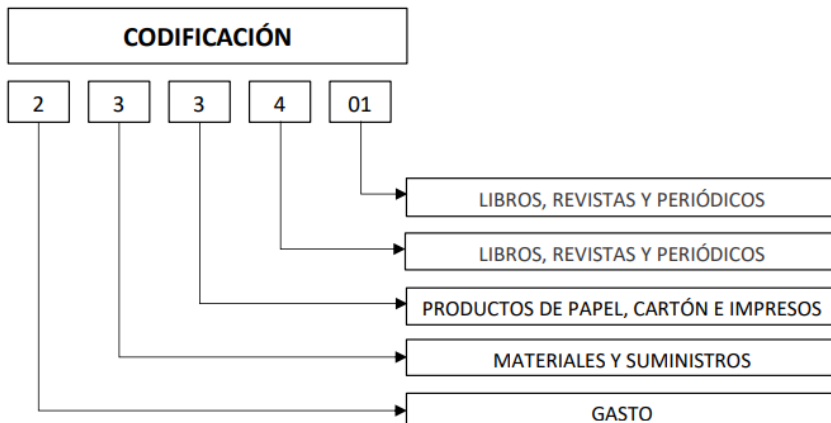 CODIFICACIÓN
2 3 3 4 01
LIBROS, REVISTAS Y PERIÓDICOS
LIBROS, REVISTAS Y PERIÓDICOS
PRODUCTOS DE PAPEL, CARTÓN E IMPRESOS
MATERIALES Y SUMINISTROS
GASTO